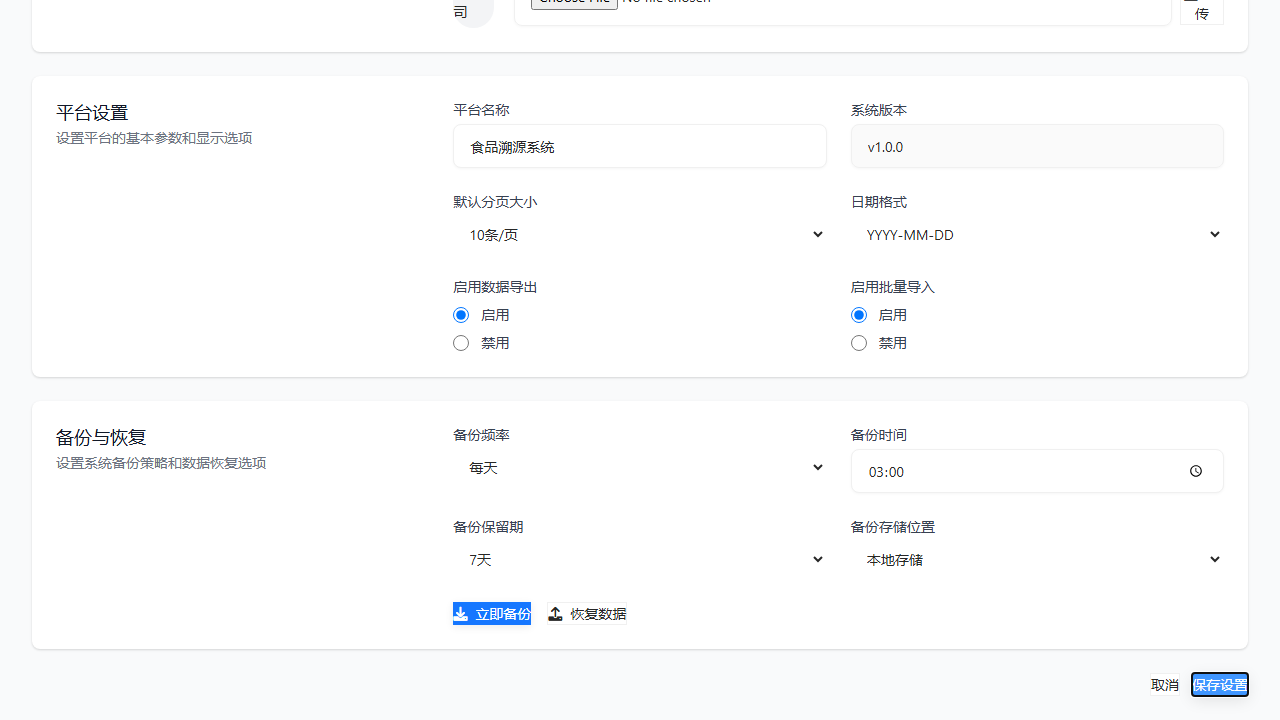 司
Choose File No file chosen
传
平台设置
设置平台的基本参数和显示选项
平台名称
食品溯源系统
系统版本
v1.0.0
默认分页大小
10条/页
日期格式
YYYY-MM-DD
启用数据导出
启用
禁用
启用批量导入
启用
禁用
备份与恢复
设置系统备份策略和数据恢复选项
备份频率
每天
备份时间
03:00
备份保留期
7天
备份存储位置
本地存储
立即备份 恢复数据
取消 保存设置